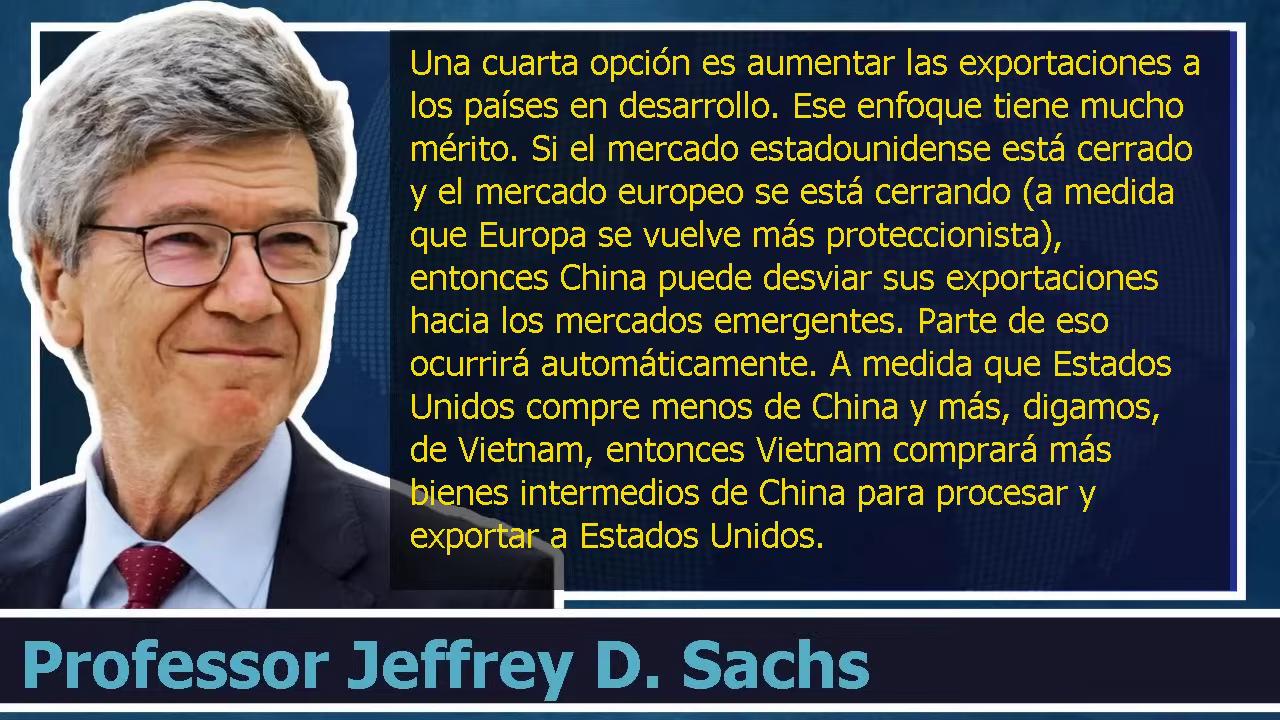 Una cuarta opción es aumentar las exportaciones a
los países en desarrollo. Ese enfoque tiene mucho
mérito. Si el mercado estadounidense está cerrado
y el mercado europeo se está cerrando (a medida
que Europa se vuelve más proteccionista),
entonces China puede desviar sus exportaciones
hacia los mercados emergentes. Parte de eso
ocurrirá automáticamente. A medida que Estados
Unidos compre menos de China y más, digamos,
de Vietnam, entonces Vietnam comprará más
bienes intermedios de China para procesar y
exportar a Estados Unidos.
Professor Jeffrey D. Sachs